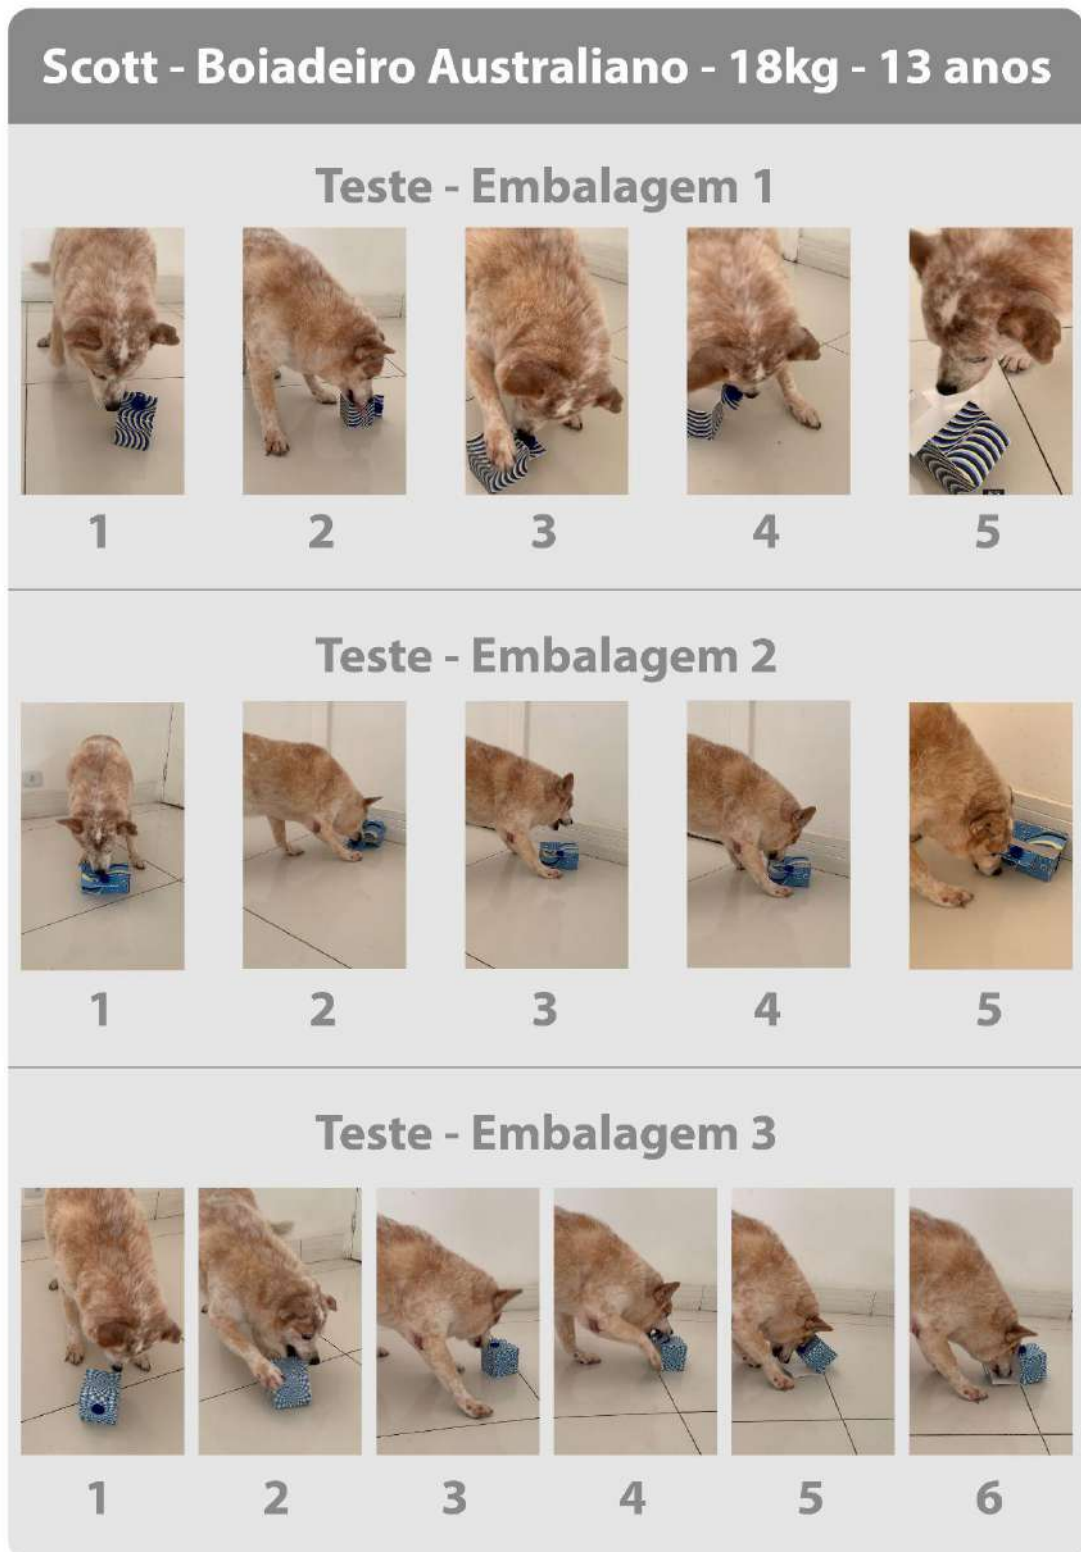 Scott - Boiadeiro Australiano - 18kg - 13 anos
Teste - Embalagem 1
1 2 3 4 5
Teste - Embalagem 2
1 2 3 4 5
Teste - Embalagem 3
1 2 3 4 5 6